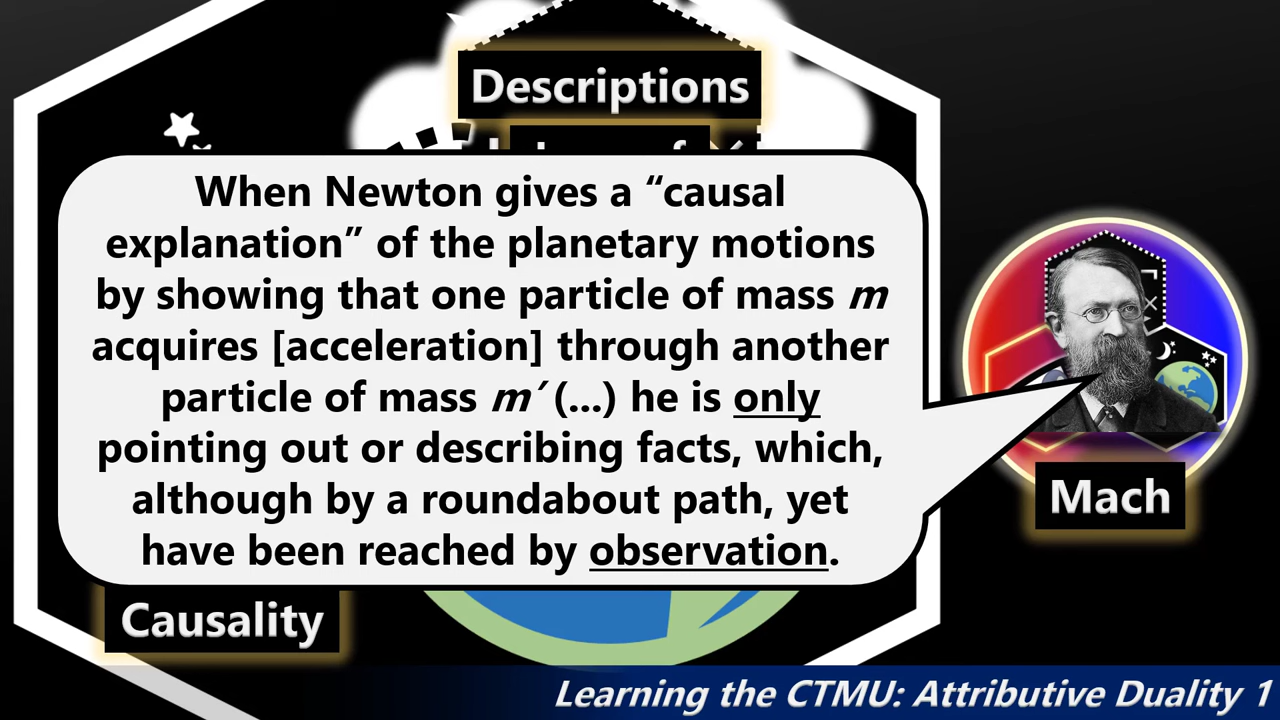 Descriptions
When Newton gives a “causal
explanation” of the planetary motions
by showing that one particle of mass m
acquires [acceleration] through another
particle of mass m′ (...) he is only
pointing out or describing facts, which,
although by a roundabout path, yet
have been reached by observation.
Mach
Causality
Learning the CTMU: Attributive Duality 1